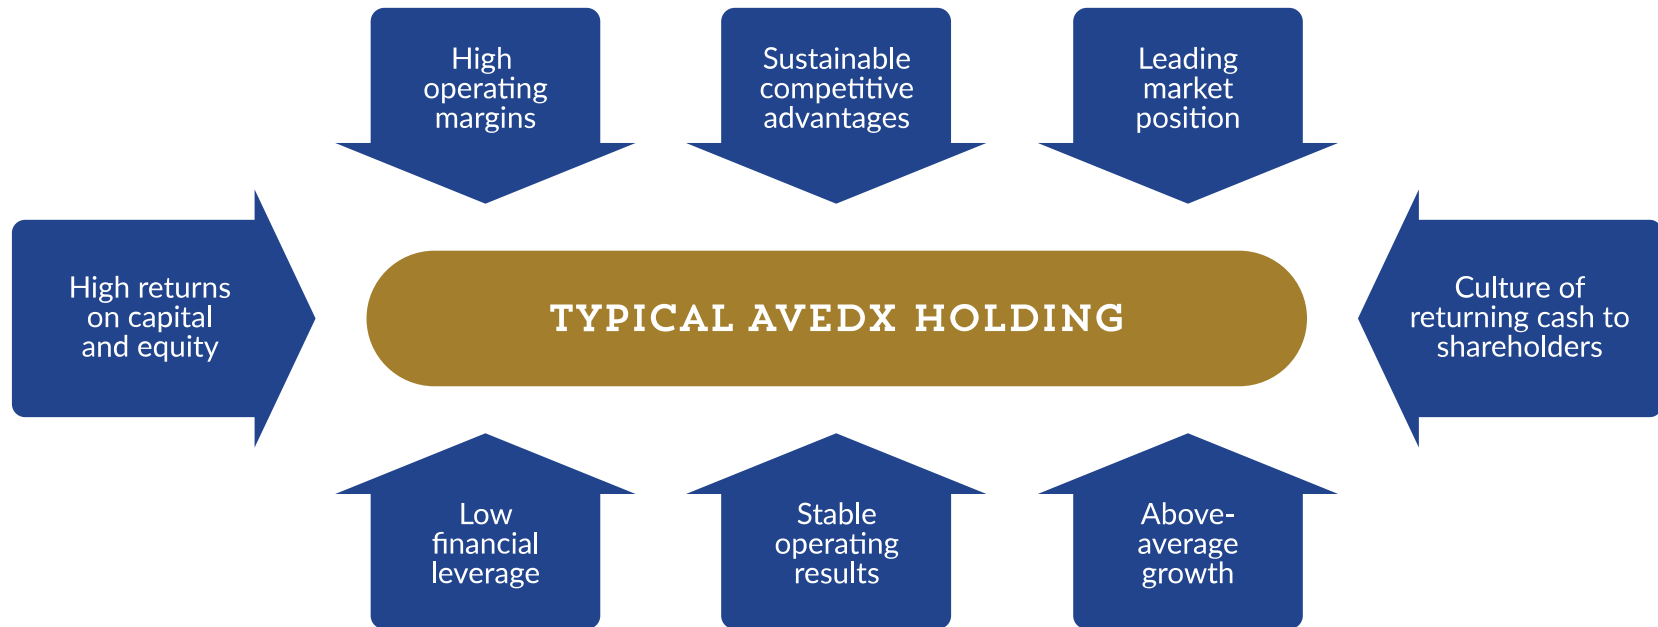 High
operating
margins
Sustainable
competitive
advantages
Leading
market
position
High returns
on capital
and equity
TYPICAL AVEDX HOLDING
Culture of
returning cash to
shareholders
Low
financial
leverage
Stable
operating
results
Above-
average
growth